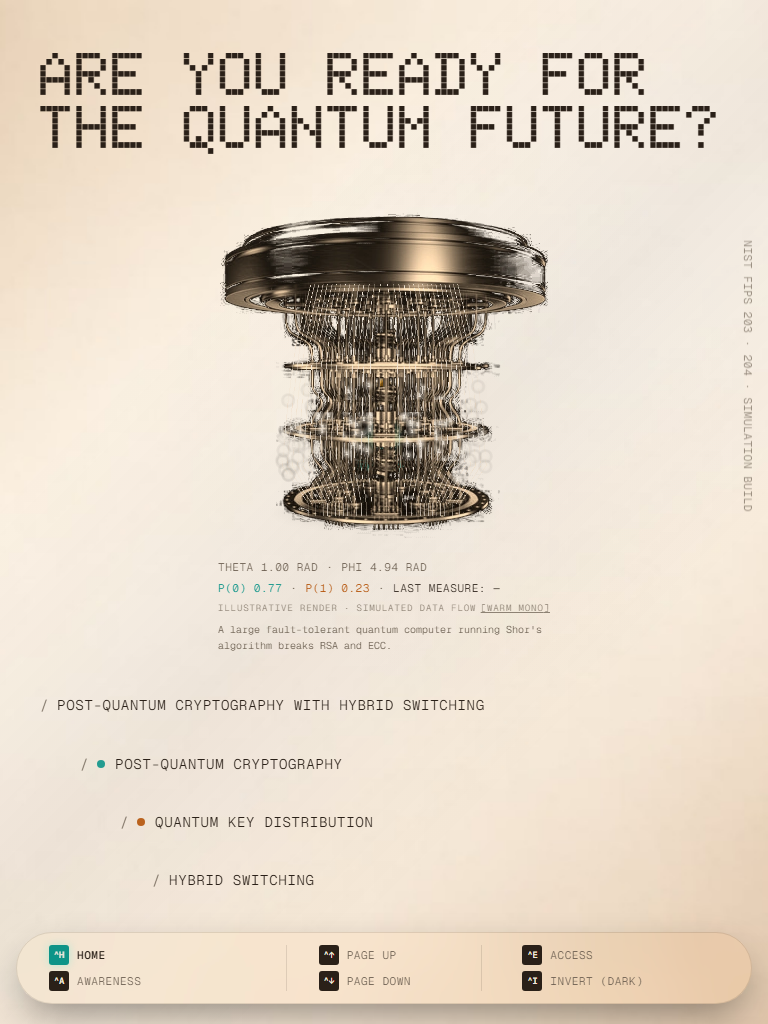 ARE YOU READY FOR
THE QUANTUM FUTURE?
NIST FIPS 203 · 204 · SIMULATION BUILD
THETA 1.00 RAD · PHI 4.94 RAD
P(0) 0.77 · P(1) 0.23 · LAST MEASURE: —
ILLUSTRATIVE RENDER · SIMULATED DATA FLOW [WARM MONO]
A large fault-tolerant quantum computer running Shor's
algorithm breaks RSA and ECC.
/ POST-QUANTUM CRYPTOGRAPHY WITH HYBRID SWITCHING
/ POST-QUANTUM CRYPTOGRAPHY
/ QUANTUM KEY DISTRIBUTION
/ HYBRID SWITCHING
^H HOME
^A AWARENESS
^↑ PAGE UP
^↓ PAGE DOWN
^E ACCESS
^I INVERT (DARK)